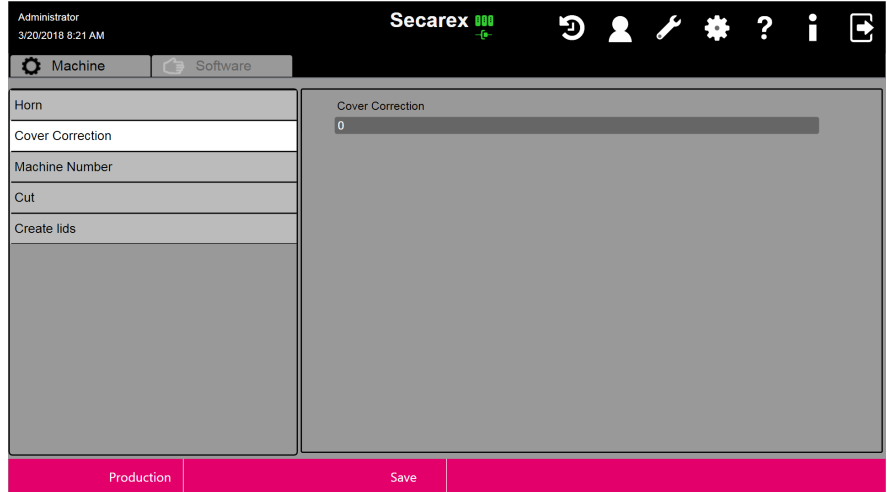 Administrator
3/20/2018 8:21 AM
Secarex
?
i
Machine
Software
Horn
Cover Correction
Machine Number
Cut
Create lids
Cover Correction
0
Production
Save